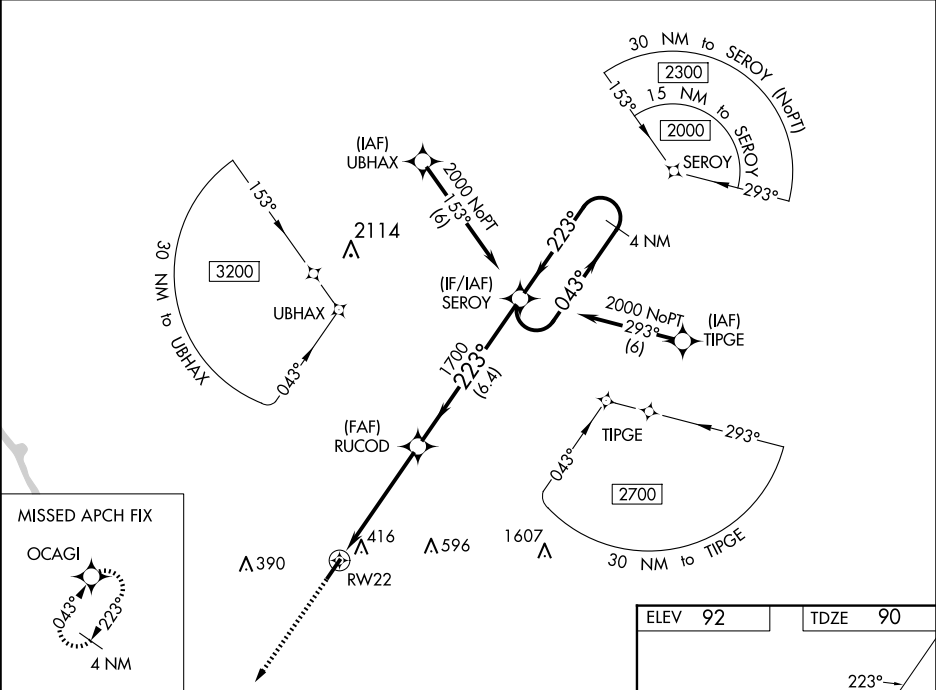 30 NM to SEROY (NoPT)
2300
15 NM to SEROY
2000
153°
SEROY
293°
(IAF)
UBHAX
2000 NoPT
153°
(6)
153°
2114
30 NM to UBHAX
3200
UBHAX
043°
223°
4 NM
043°
(IF/IAF)
SEROY
2000 NoPT
293°
(6)
(IAF)
TIPGE
1700
223°
(6.4)
(FAF)
RUCOD
TIPGE
293°
043°
2700
30 NM to TIPGE
MISSED APCH FIX
OCAGI
043°
223°
4 NM
390
416
596
1607
RW22
ELEV 92
TDZE 90
223°